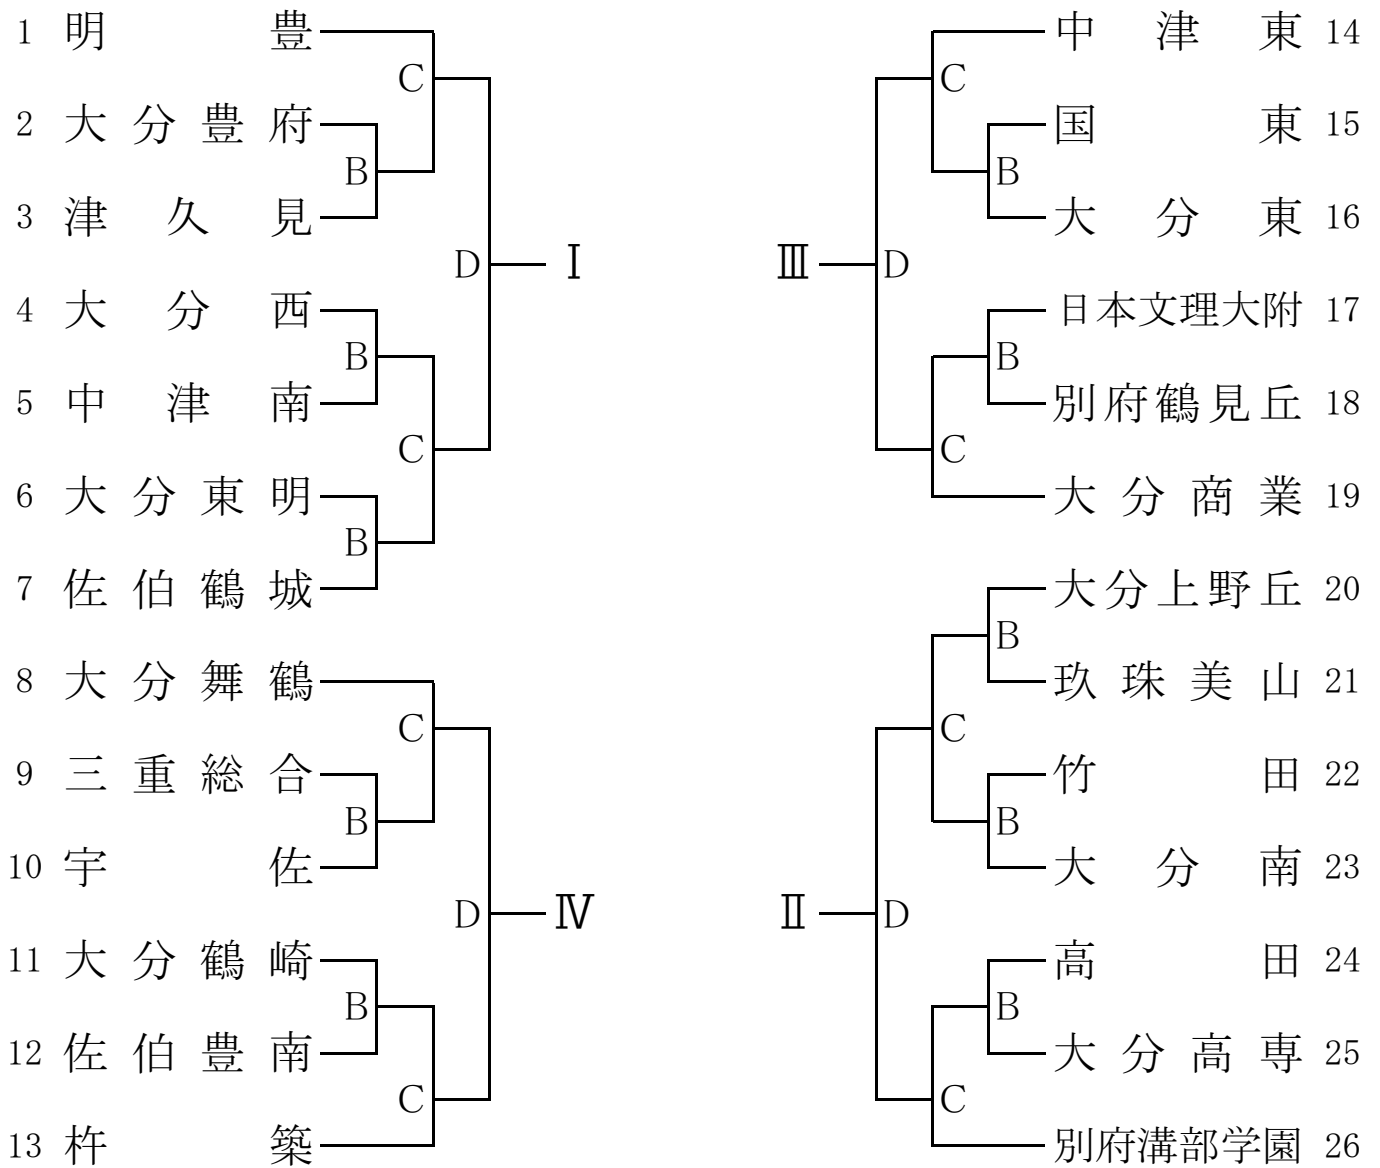 1 明豊
C
2 大分豊府
B
3 津久見
D Ⅰ
4 大分西
B
5 中津南
C
6 大分東明
B
7 佐伯鶴城
8 大分舞鶴
C
9 三重総合
B
10 宇佐
D Ⅳ
11 大分鶴崎
B
12 佐伯豊南
C
13 杵築
中津東 14
C
国東 15
B
大分東 16
Ⅲ D
日本文理大附 17
B
別府鶴見丘 18
C
大分商業 19
大分上野丘 20
B
玖珠美山 21
C
竹田 22
B
大分南 23
Ⅱ D
高田 24
B
大分高専 25
C
別府溝部学園 26